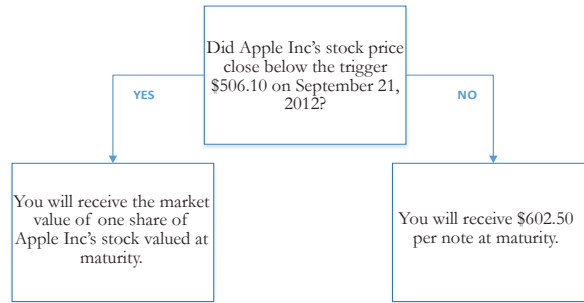 Did Apple Inc's stock price
close below the trigger
$506.10 on September 21,
2012?
YES
NO
You will receive the market
value of one share of
Apple Inc's stock valued at
maturity.
You will receive $602.50
per note at maturity.